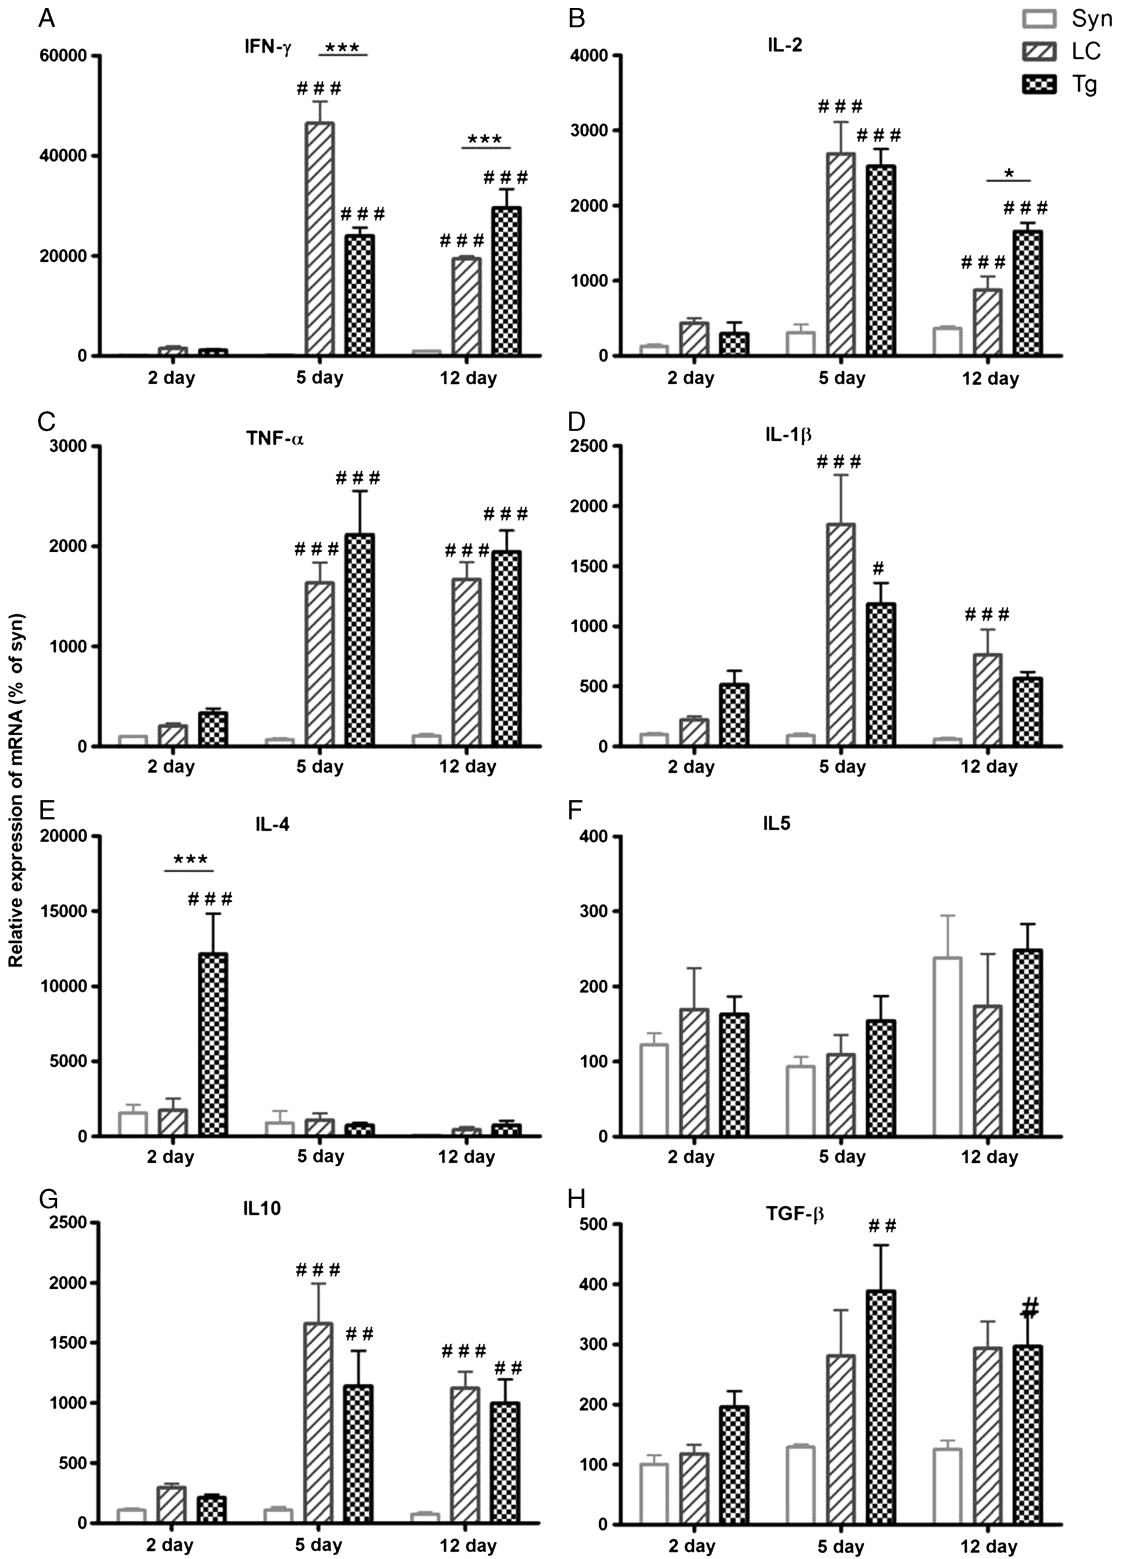 A
IFN-γ
***
# # #
# # #
***
# # #
# # #
60000
40000
20000
0
2 day
5 day
12 day
B
IL-2
Syn
LC
Tg
# # #
# # #
*
# # #
# # #
4000
3000
2000
1000
0
2 day
5 day
12 day
Relative expression of mRNA (% of syn)
C
TNF-α
# # #
# # #
# # #
# # #
3000
2000
1000
0
2 day
5 day
12 day
D
IL-1β
# # #
#
# # #
2500
2000
1500
1000
500
0
2 day
5 day
12 day
E
IL-4
***
# # #
20000
15000
10000
5000
0
2 day
5 day
12 day
F
IL5
400
300
200
100
0
2 day
5 day
12 day
G
IL10
# # #
# #
# # #
# #
2500
2000
1500
1000
500
0
2 day
5 day
12 day
H
TGF-β
# #
#
500
400
300
200
100
0
2 day
5 day
12 day